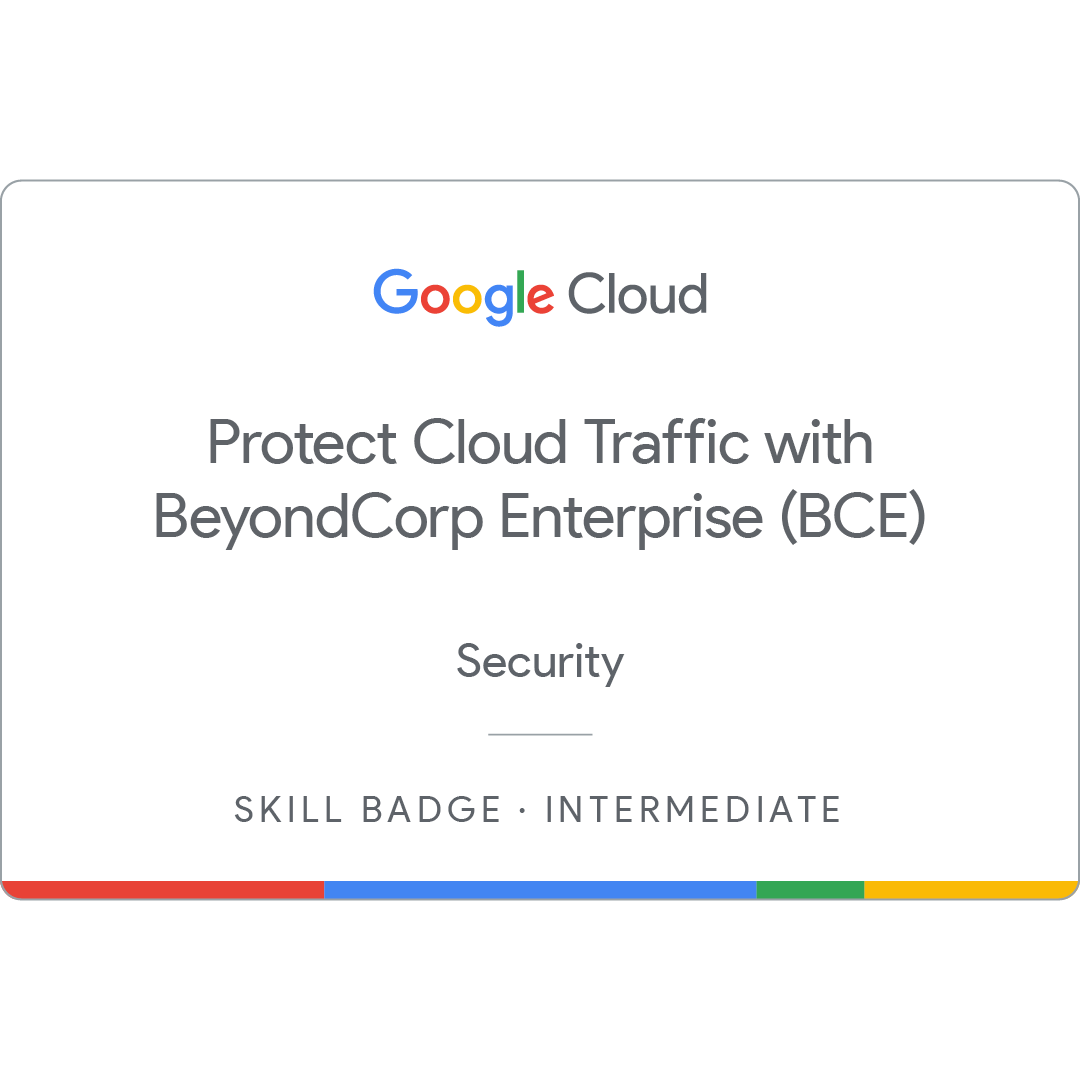 Google Cloud
Protect Cloud Traffic with
BeyondCorp Enterprise (BCE)
Security
SKILL BADGE · INTERMEDIATE